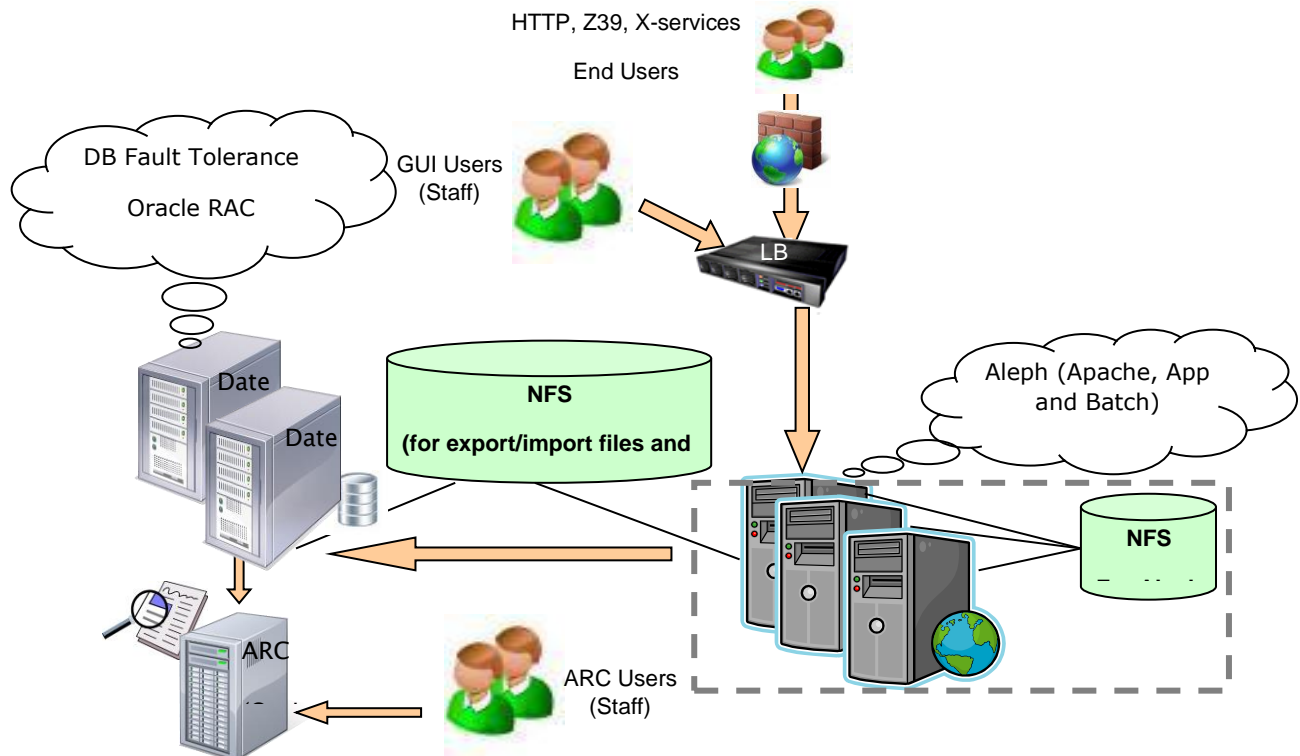 HTTP, Z39, X-services
End Users
DB Fault Tolerance
Oracle RAC
GUI Users
(Staff)
LB
Aleph (Apache, App
and Batch)
Date
Date
NFS
(for export/import files and
NFS
ARC
ARC Users
(Staff)